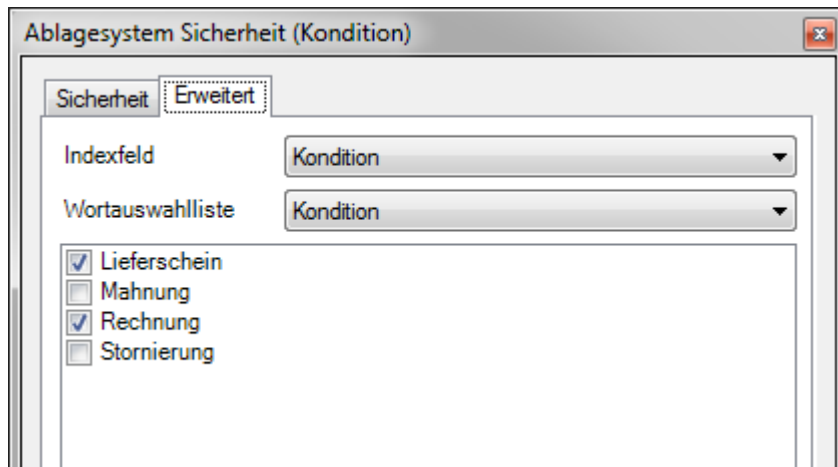 Ablagesystem Sicherheit (Kondition)
Sicherheit Erweitert
Indexfeld Kondition
Wortauswahlliste Kondition
Lieferschein
Mahnung
Rechnung
Stornierung